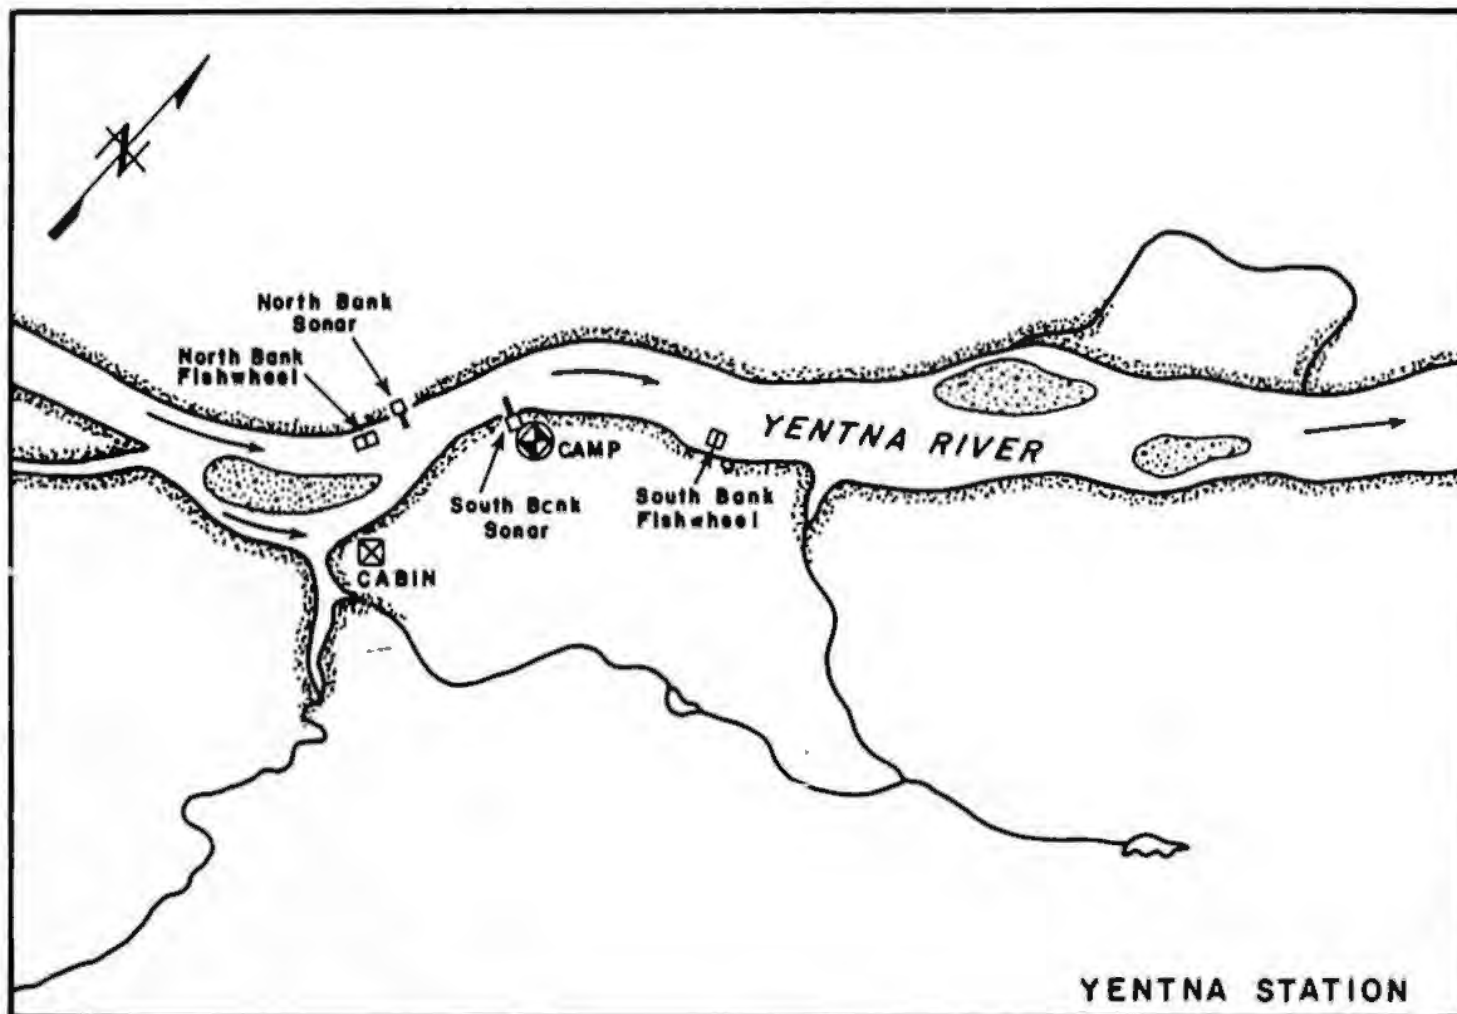 N
North Bank
Sonar
North Bank
Fishwheel
CAMP
YENTNA RIVER
South Bcnk
Sonar
South Bank
Fishwheel
CABIN
YENTNA STATION